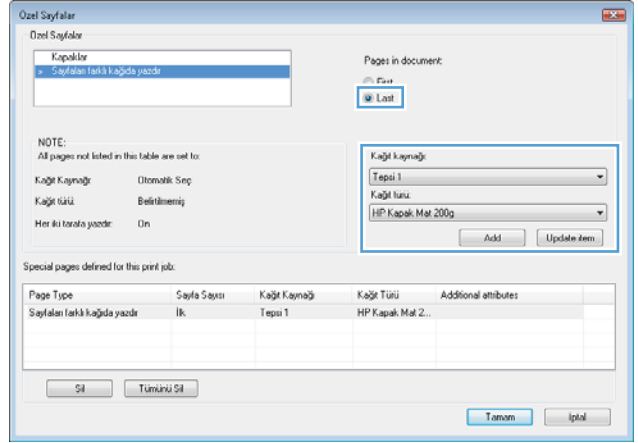 Özel Sayfalar
Özel Sayfalar
Kapaklar
» Sayfaları farklı kağıda yazdır
Pages in document:
First
Last
NOTE:
All pages not listed in this table are set to:
Kağıt Kaynağı: Otomatik Seç
Kağıt türü: Belirtilmemiş
Her iki tarafa yazdır: On
Kağıt kaynağı:
Tepsi 1
Kağıt türü:
HP Kapak Mat 200g
Add Update item
Special pages defined for this print job:
Page Type Sayfa Sayısı Kağıt Kaynağı Kağıt Türü Additional attributes
Sayfaları farklı kağıda yazdır İlk Tepsi 1 HP Kapak Mat 2...
Sil Tümünü Sil
Tamam İptal